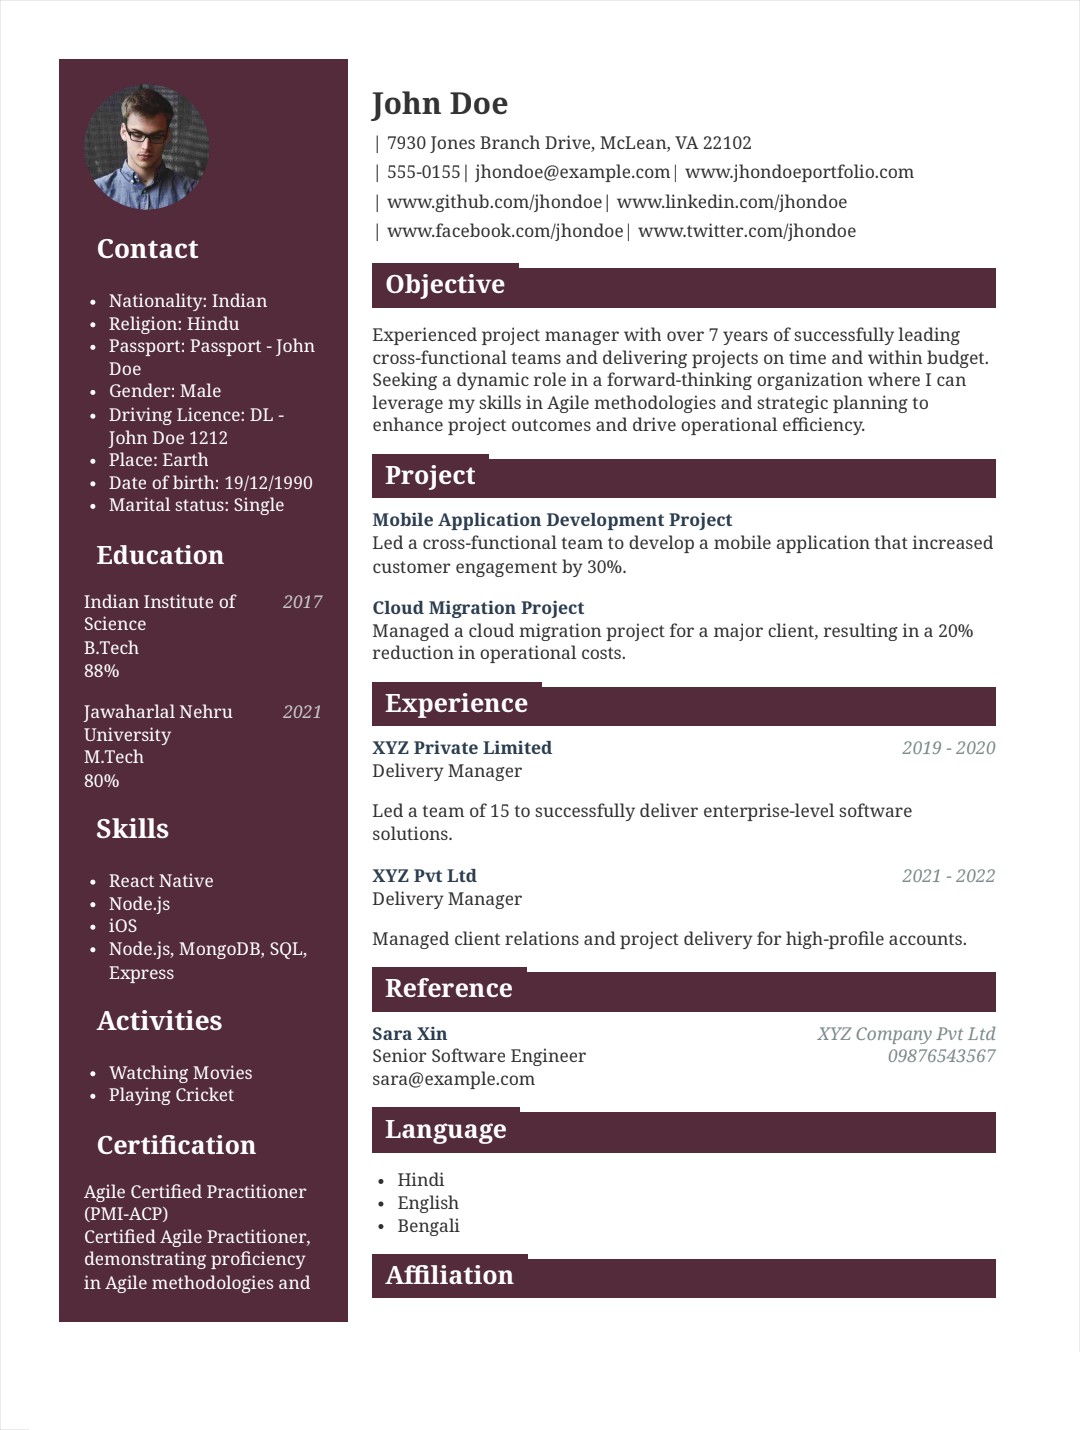 Contact
• Nationality: Indian
• Religion: Hindu
• Passport: Passport - John
Doe
• Gender: Male
• Driving Licence: DL -
John Doe 1212
• Place: Earth
• Date of birth: 19/12/1990
• Marital status: Single
Education
Indian Institute of 2017
Science
B.Tech
88%
Jawaharlal Nehru 2021
University
M.Tech
80%
Skills
• React Native
• Node.js
• iOS
• Node.js, MongoDB, SQL,
Express
Activities
• Watching Movies
• Playing Cricket
Certification
Agile Certified Practitioner
(PMI-ACP)
Certified Agile Practitioner,
demonstrating proficiency
in Agile methodologies and
John Doe
| 7930 Jones Branch Drive, McLean, VA 22102
| 555-0155| jhondoe@example.com| www.jhondoeportfolio.com
| www.github.com/jhondoe| www.linkedin.com/jhondoe
| www.facebook.com/jhondoe| www.twitter.com/jhondoe
Objective
Experienced project manager with over 7 years of successfully leading
cross-functional teams and delivering projects on time and within budget.
Seeking a dynamic role in a forward-thinking organization where I can
leverage my skills in Agile methodologies and strategic planning to
enhance project outcomes and drive operational efficiency.
Project
Mobile Application Development Project
Led a cross-functional team to develop a mobile application that increased
customer engagement by 30%.
Cloud Migration Project
Managed a cloud migration project for a major client, resulting in a 20%
reduction in operational costs.
Experience
XYZ Private Limited 2019 - 2020
Delivery Manager
Led a team of 15 to successfully deliver enterprise-level software
solutions.
XYZ Pvt Ltd 2021 - 2022
Delivery Manager
Managed client relations and project delivery for high-profile accounts.
Reference
Sara Xin XYZ Company Pvt Ltd
Senior Software Engineer 09876543567
sara@example.com
Language
• Hindi
• English
• Bengali
Affiliation